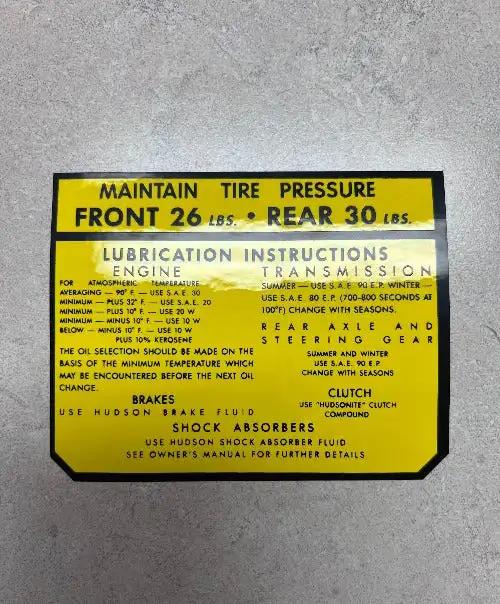 MAINTAIN TIRE PRESSURE
FRONT 26 LBS. • REAR 30 LBS.
LUBRICATION INSTRUCTIONS
ENGINE
FOR ATMOSPHERIC TEMPERATURE
AVERAGING — 90° F. — USE S.A.E. 30
MINIMUM — PLUS 32° F. — USE S.A.E. 20
MINIMUM — PLUS 10° F. — USE 20 W
MINIMUM — MINUS 10° F. — USE 10 W
BELOW — MINUS 10° F. — USE 10 W
PLUS 10% KEROSENE
THE OIL SELECTION SHOULD BE MADE ON THE
BASIS OF THE MINIMUM TEMPERATURE WHICH
MAY BE ENCOUNTERED BEFORE THE NEXT OIL
CHANGE.
BRAKES
USE HUDSON BRAKE FLUID
TRANSMISSION
SUMMER — USE S.A.E. 90 E.P. WINTER —
USE S.A.E. 80 E.P. (700-800 SECONDS AT
100°F) CHANGE WITH SEASONS.
REAR AXLE AND
STEERING GEAR
SUMMER AND WINTER
USE S.A.E. 90 E.P.
CHANGE WITH SEASONS
CLUTCH
USE "HUDSONITE" CLUTCH
COMPOUND
SHOCK ABSORBERS
USE HUDSON SHOCK ABSORBER FLUID
SEE OWNER'S MANUAL FOR FURTHER DETAILS